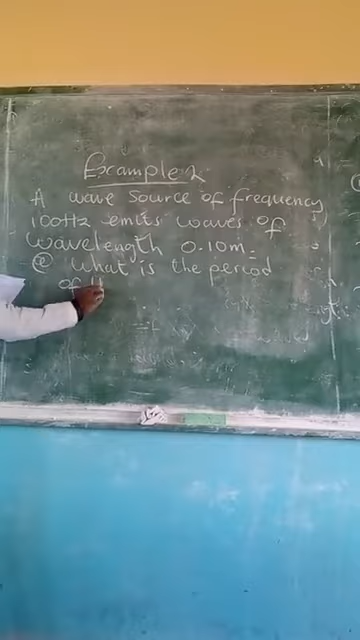 Example 2
A wave source of frequency
100Hz emits waves of
wavelength 0.10m.
@ What is the period
of